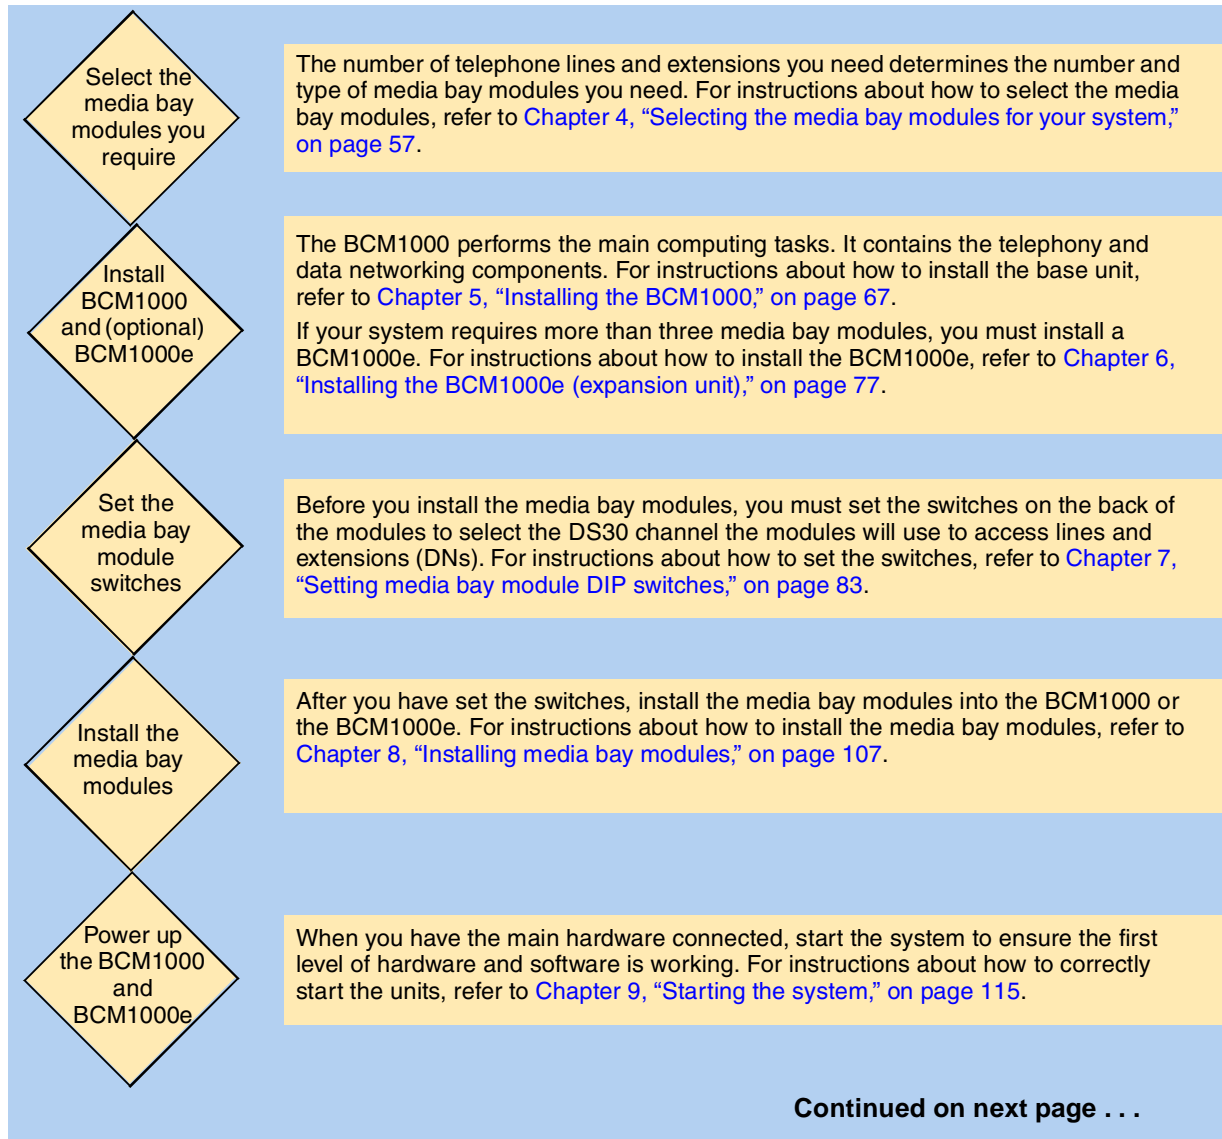 Select the
media bay
modules you
require
The number of telephone lines and extensions you need determines the number and
type of media bay modules you need. For instructions about how to select the media
bay modules, refer to Chapter 4, “Selecting the media bay modules for your system,”
on page 57.
Install
BCM1000
and (optional)
BCM1000e
The BCM1000 performs the main computing tasks. It contains the telephony and
data networking components. For instructions about how to install the base unit,
refer to Chapter 5, “Installing the BCM1000,” on page 67.
If your system requires more than three media bay modules, you must install a
BCM1000e. For instructions about how to install the BCM1000e, refer to Chapter 6,
“Installing the BCM1000e (expansion unit),” on page 77.
Set the
media bay
module
switches
Before you install the media bay modules, you must set the switches on the back of
the modules to select the DS30 channel the modules will use to access lines and
extensions (DNs). For instructions about how to set the switches, refer to Chapter 7,
“Setting media bay module DIP switches,” on page 83.
Install the
media bay
modules
After you have set the switches, install the media bay modules into the BCM1000 or
the BCM1000e. For instructions about how to install the media bay modules, refer to
Chapter 8, “Installing media bay modules,” on page 107.
Power up
the BCM1000
and
BCM1000e
When you have the main hardware connected, start the system to ensure the first
level of hardware and software is working. For instructions about how to correctly
start the units, refer to Chapter 9, “Starting the system,” on page 115.
Continued on next page . . .